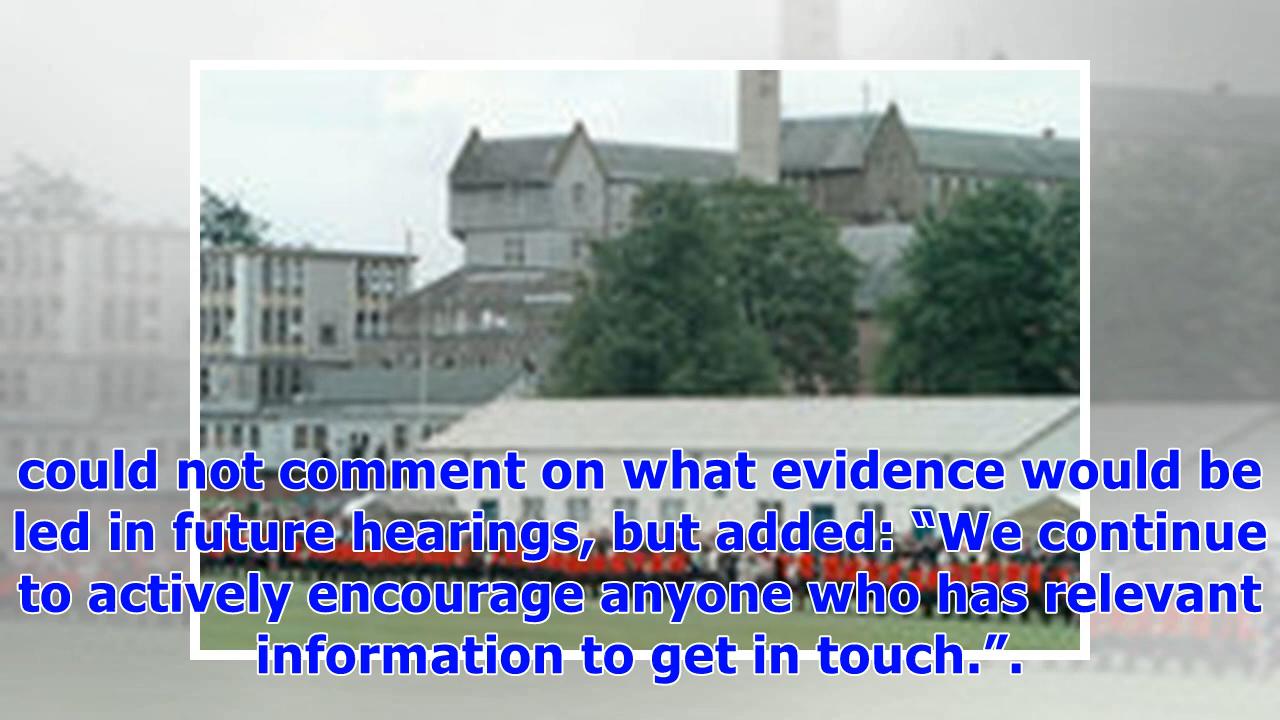 could not comment on what evidence would be
led in future hearings, but added: “We continue
to actively encourage anyone who has relevant
information to get in touch.”.